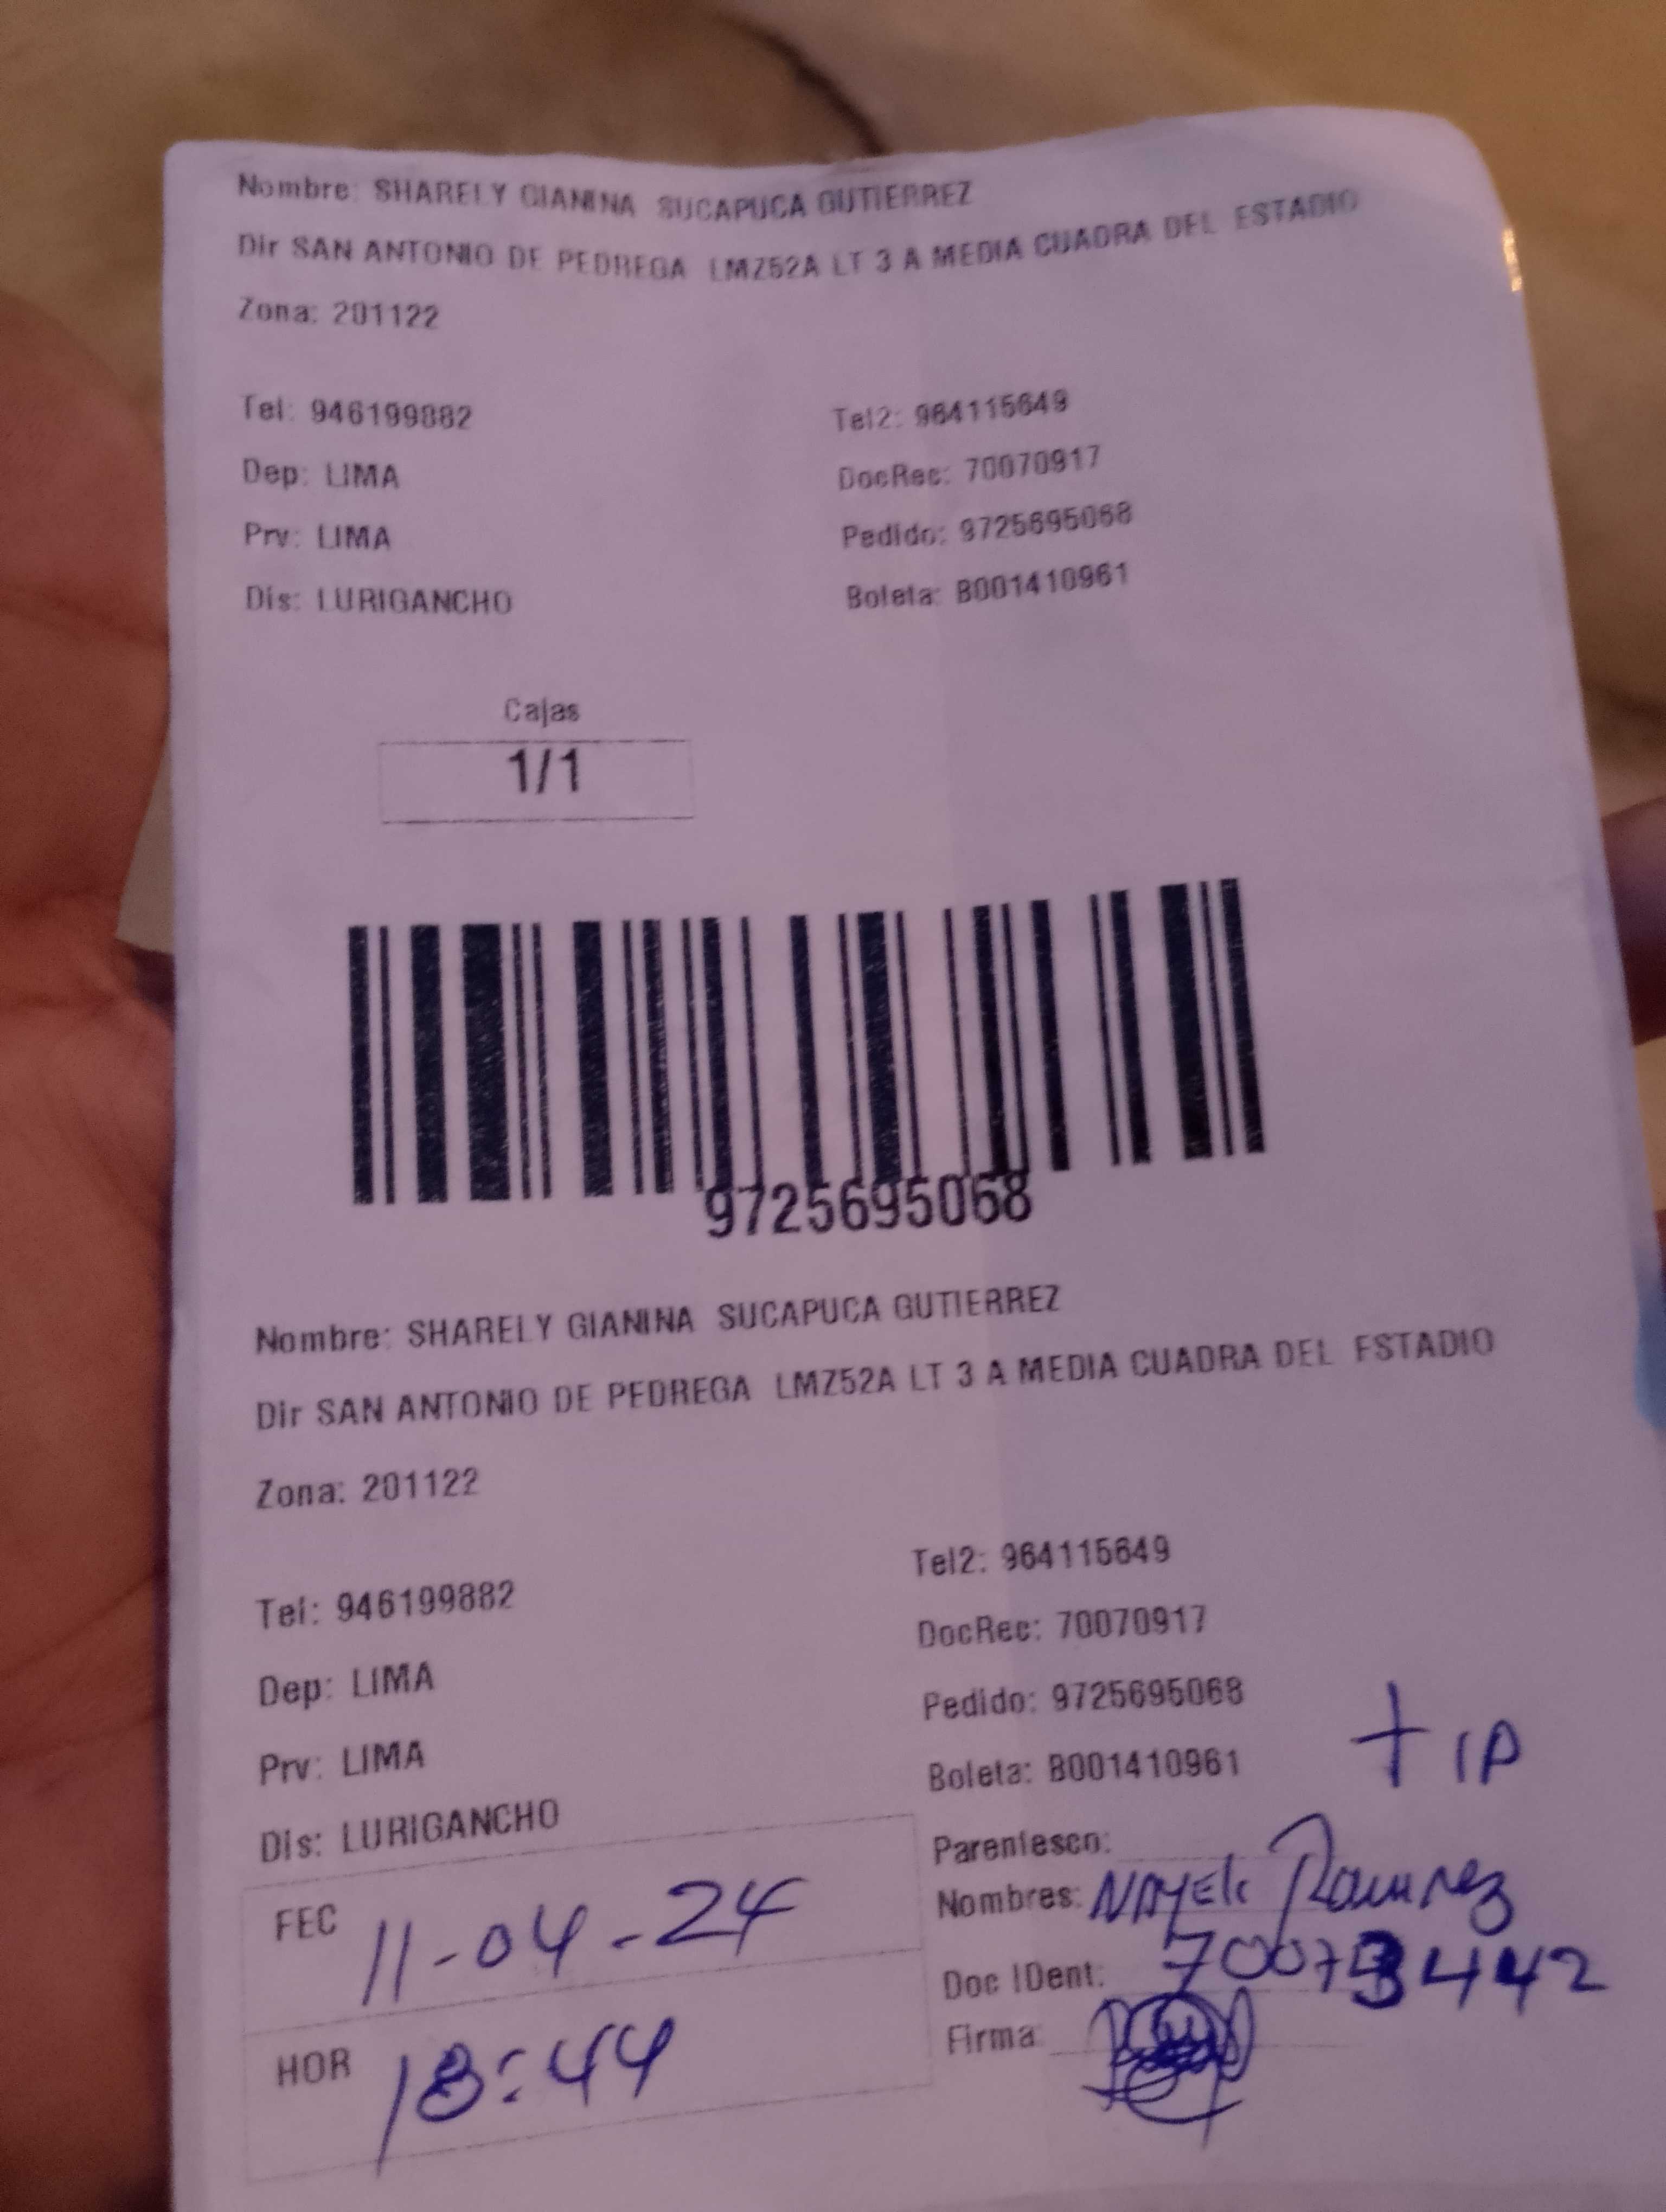 Nombre: SHARELY GIANINA SUCAPUCA GUTIERREZ
Dir SAN ANTONIO DE PEDREGA LMZ52A LT 3 A MEDIA CUADRA DEL ESTADIO
Zona: 201122
Tel: 946199882 Tel2: 964115649
Dep: LIMA DocRec: 70070917
Prv: LIMA Pedido: 9725695068
Dis: LURIGANCHO Boleta: B001410961
Cajas
1/1
9725695068
Nombre: SHARELY GIANINA SUCAPUCA GUTIERREZ
Dir SAN ANTONIO DE PEDREGA LMZ52A LT 3 A MEDIA CUADRA DEL ESTADIO
Zona: 201122
Tel: 946199882 Tel2: 964115649
Dep: LIMA DocRec: 70070917
Prv: LIMA Pedido: 9725695068
Dis: LURIGANCHO Boleta: B001410961
Parentesco:
FEC 11-04-24 Nombres: Ramirez
Doc IDent:
HOR 18:44 Firma: